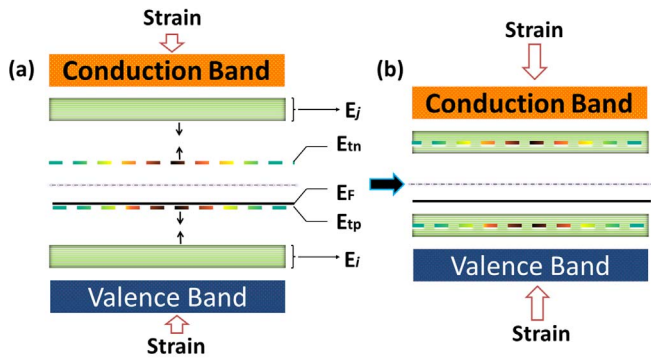 Strain
(a)
Conduction Band
Ej
Etn
EF
Etp
Ei
Valence Band
Strain
Strain
(b)
Conduction Band
Valence Band
Strain